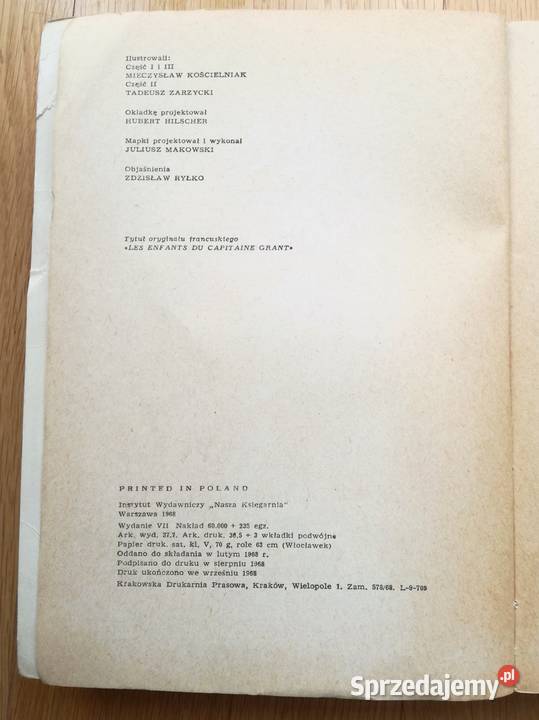 Ilustrowali:
Część I i III
MIECZYSŁAW KOŚCIELNIAK
Część II
TADEUSZ ZARZYCKI
Okładkę projektował
HUBERT HILSCHER
Mapki projektował i wykonał
JULIUSZ MAKOWSKI
Objaśnienia
ZDZISŁAW RYŁKO
Tytuł oryginału francuskiego
«LES ENFANTS DU CAPITAINE GRANT»
PRINTED IN POLAND
Instytut Wydawniczy „Nasza Księgarnia"
Warszawa 1968
Wydanie VII Nakład 60.000 + 235 egz.
Ark. wyd. 37,7. Ark. druk. 36,5 + 3 wkładki podwójne
Papier druk. sat. kl. V, 70 g, role 63 cm (Włocławek)
Oddano do składania w lutym 1968 r.
Podpisano do druku w sierpniu 1968
Druk ukończono we wrześniu 1968
Krakowska Drukarnia Prasowa, Kraków, Wielopole 1. Zam. 578/68. L-9-705
Sprzedajemy.pl